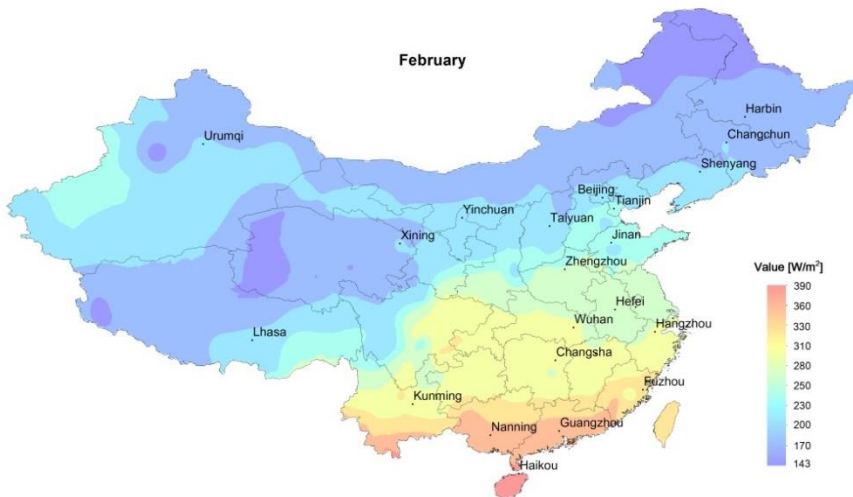 February
Harbin
Urumqi
Changchun
Shenyang
Beijing
Tianjin
Yinchuan
Taiyuan
Xining
Jinan
Zhengzhou
Value [W/m²]
390
360
330
310
280
260
230
200
170
143
Hefei
Wuhan
Hangzhou
Lhasa
Changsha
Fuzhou
Kunming
Guangzhou
Nanning
Haikou